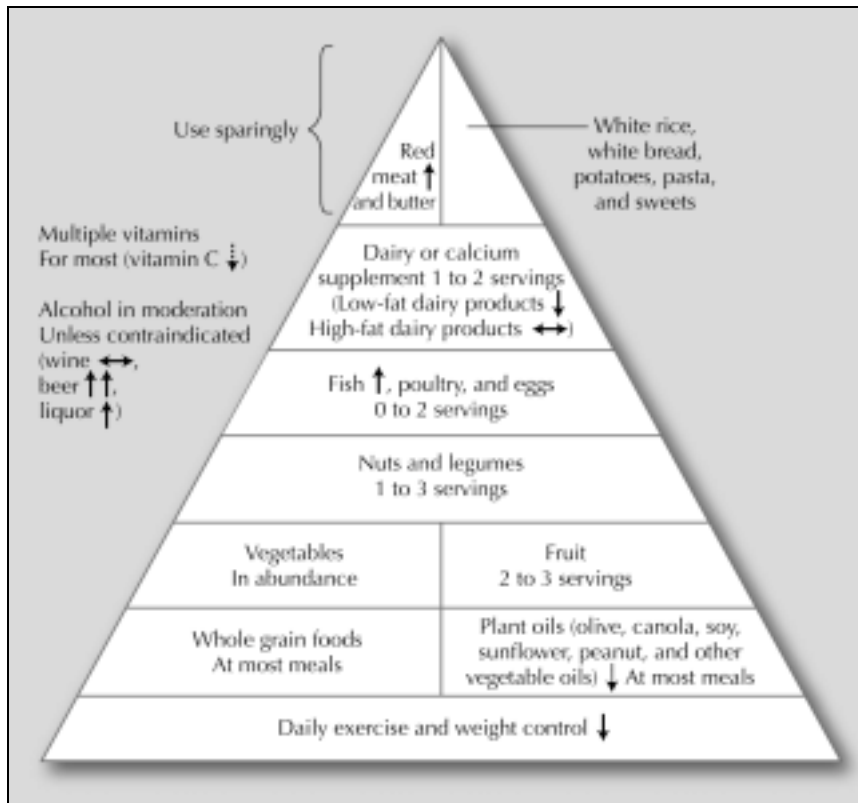 Use sparingly
Red
meat ↑
and butter
White rice,
white bread,
potatoes, pasta,
and sweets
Multiple vitamins
For most (vitamin C ⇣)
Alcohol in moderation
Unless contraindicated
(wine ↔,
beer ↑↑,
liquor ↑)
Dairy or calcium
supplement 1 to 2 servings
(Low-fat dairy products ↓
High-fat dairy products ↔)
Fish ↑, poultry, and eggs
0 to 2 servings
Nuts and legumes
1 to 3 servings
Vegetables
In abundance
Fruit
2 to 3 servings
Whole grain foods
At most meals
Plant oils (olive, canola, soy,
sunflower, peanut, and other
vegetable oils) ↓ At most meals
Daily exercise and weight control ↓